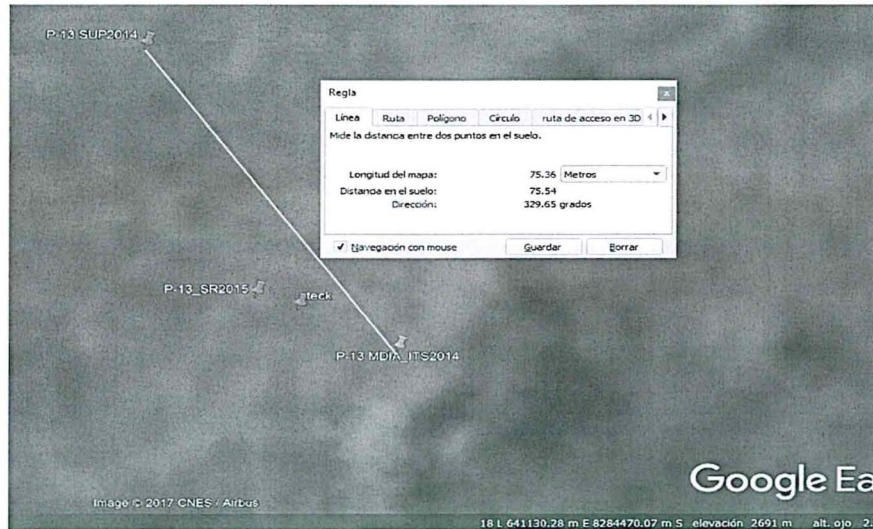 P-13 SUP2014
Regla
Línea Ruta Polígono Círculo ruta de acceso en 3D
Mide la distancia entre dos puntos en el suelo.
Longitud del mapa: 75.36 Metros
Distancia en el suelo: 75.54
Dirección: 329.65 grados
Navegación con mouse Guardar Borrar
P-13_SR2015
teck
P-13 MDIA_ITS2014
Google Ea
Image © 2017 CNES / Airbus
18 L 641130.28 m E 8284470.07 m S elevación 2691 m alt. ojo 2.